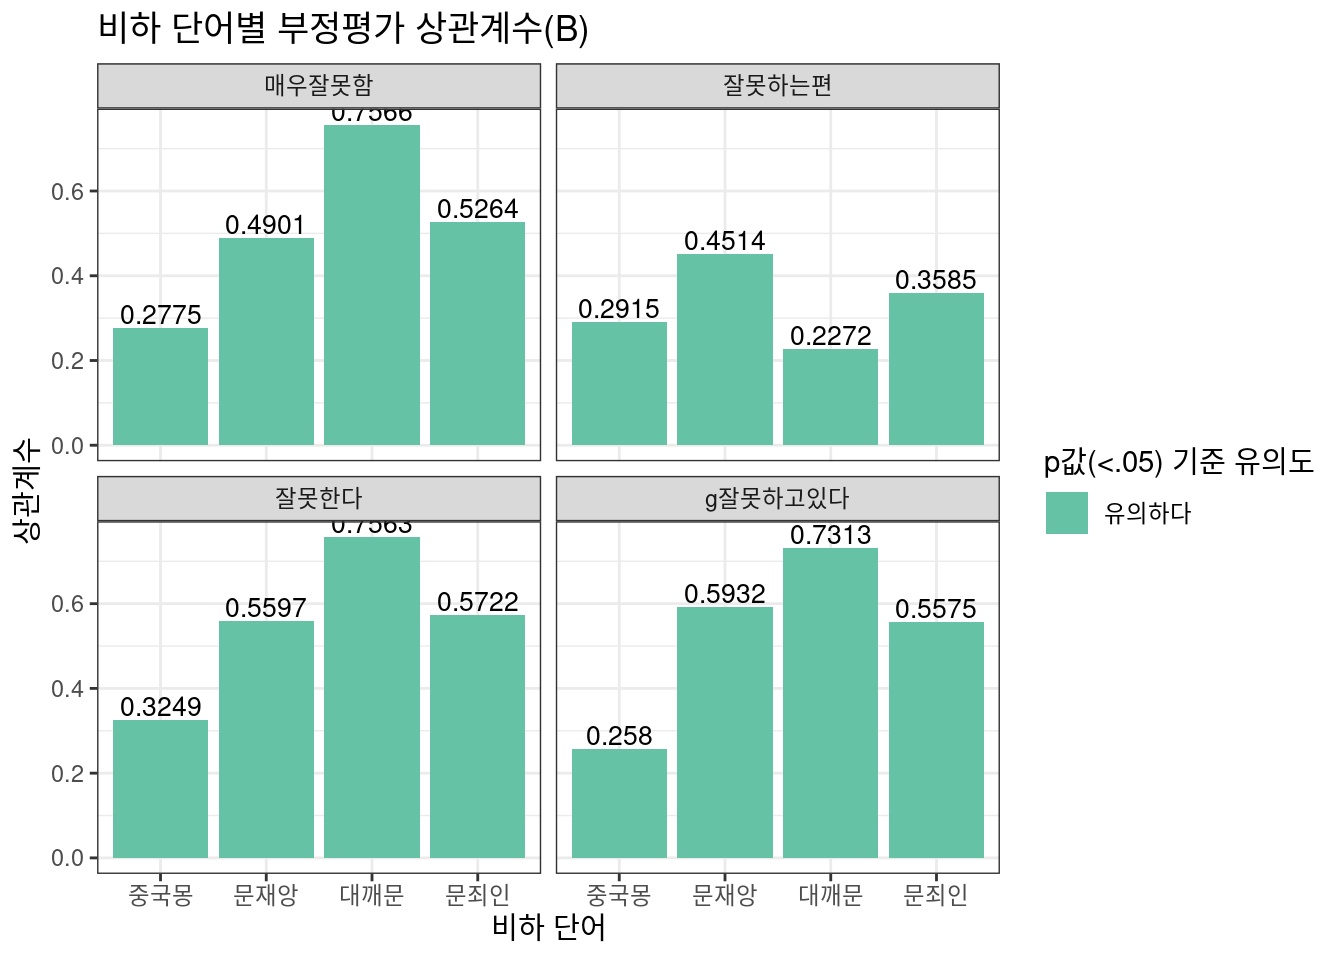 비하 단어별 부정평가 상관계수(B)
매우잘못함
잘못하는편
0.7566
0.5264
0.4901
0.2775
0.4514
0.3585
0.2915
0.2272
0.6
0.4
0.2
0.0
상관계수
잘못한다
g잘못하고있다
0.7563
0.5722
0.5597
0.3249
0.7313
0.5932
0.5575
0.258
0.6
0.4
0.2
0.0
중국몽 문재앙 대깨문 문죄인
중국몽 문재앙 대깨문 문죄인
비하 단어
p값(<.05) 기준 유의도
유의하다